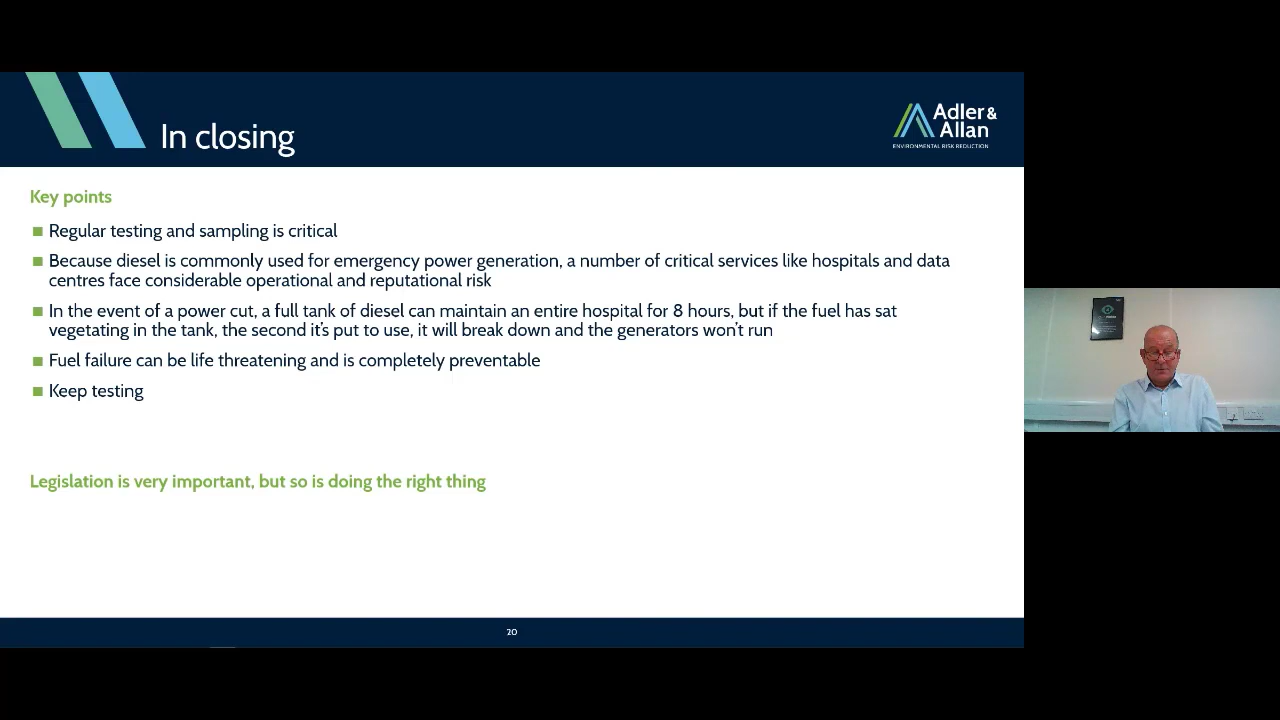 In closing
Adler &
Allan
ENVIRONMENTAL RISK REDUCTION
Key points
Regular testing and sampling is critical
Because diesel is commonly used for emergency power generation, a number of critical services like hospitals and data
centres face considerable operational and reputational risk
In the event of a power cut, a full tank of diesel can maintain an entire hospital for 8 hours, but if the fuel has sat
vegetating in the tank, the second it's put to use, it will break down and the generators won't run
Fuel failure can be life threatening and is completely preventable
Keep testing
Legislation is very important, but so is doing the right thing
20